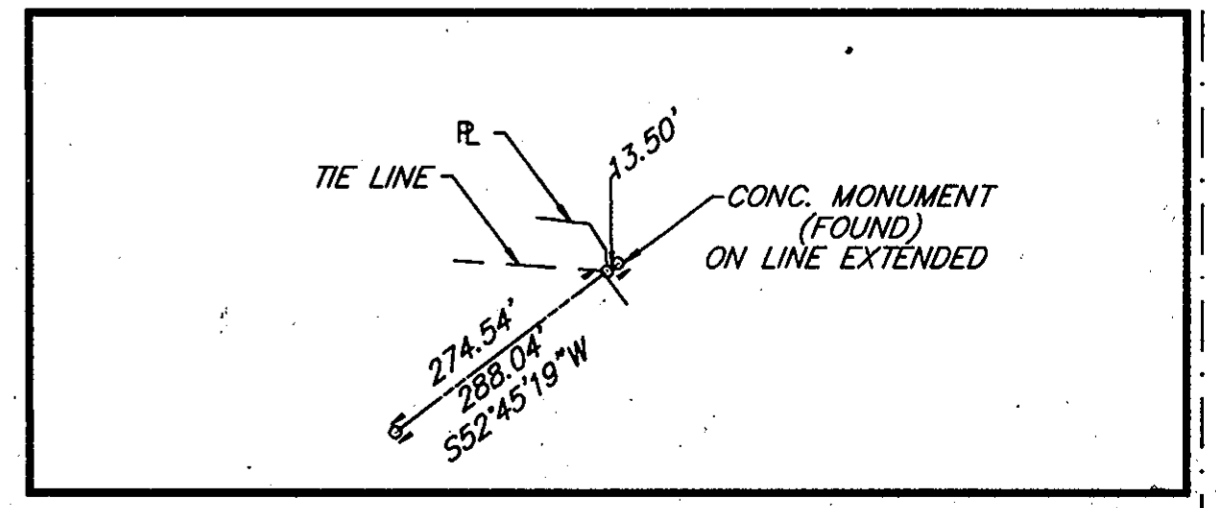 PL
13.50'
TIE LINE
CONC. MONUMENT
(FOUND)
ON LINE EXTENDED
274.54'
288.04'
S52°45'19"W